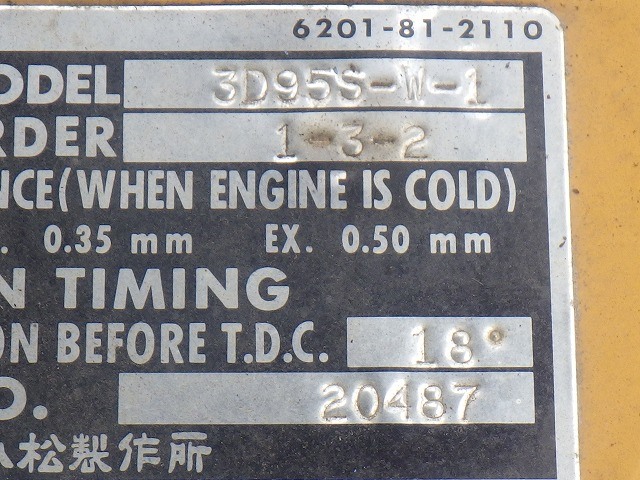 6201-81-2110
ODEL 3D95S-W-1
RDER 1-3-2
NCE (WHEN ENGINE IS COLD)
. 0.35 mm EX. 0.50 mm
N TIMING
ON BEFORE T.D.C. 18°
O. 20487
小松製作所